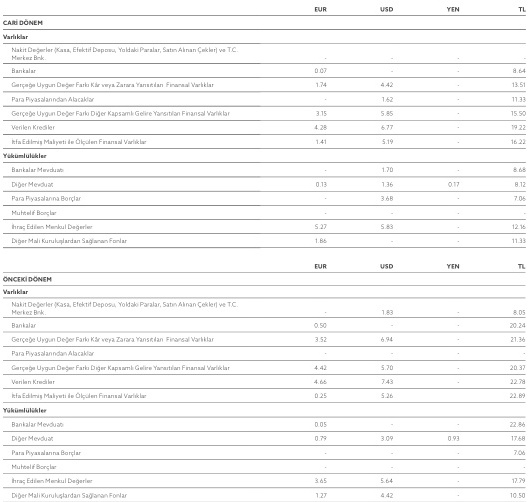 EUR USD YEN TL
CARİ DÖNEM
Varlıklar
Nakit Değerler (Kasa, Efektif Deposu, Yoldaki Paralar, Satın Alınan Çekler) ve T.C.
Merkez Bnk. - - - -
Bankalar 0.07 - - 8.64
Gerçeğe Uygun Değer Farkı Kâr veya Zarara Yansıtılan Finansal Varlıklar 1.74 4.42 - 13.51
Para Piyasalarından Alacaklar - 1.62 - 11.33
Gerçeğe Uygun Değer Farkı Diğer Kapsamlı Gelire Yansıtılan Finansal Varlıklar 3.15 5.85 - 15.50
Verilen Krediler 4.28 6.77 - 19.22
İtfa Edilmiş Maliyeti ile Ölçülen Finansal Varlıklar 1.41 5.19 - 16.22
Yükümlülükler
Bankalar Mevduatı - 1.70 - 8.68
Diğer Mevduat 0.13 1.36 0.17 8.12
Para Piyasalarına Borçlar - 3.68 - 7.06
Muhtelif Borçlar - - - -
İhraç Edilen Menkul Değerler 5.27 5.83 - 12.16
Diğer Mali Kuruluşlardan Sağlanan Fonlar 1.86 - - 11.33
EUR USD YEN TL
ÖNCEKİ DÖNEM
Varlıklar
Nakit Değerler (Kasa, Efektif Deposu, Yoldaki Paralar, Satın Alınan Çekler) ve T.C.
Merkez Bnk. - 1.83 - 8.05
Bankalar 0.50 - - 20.24
Gerçeğe Uygun Değer Farkı Kâr veya Zarara Yansıtılan Finansal Varlıklar 3.52 6.94 - 21.36
Para Piyasalarından Alacaklar - - - -
Gerçeğe Uygun Değer Farkı Diğer Kapsamlı Gelire Yansıtılan Finansal Varlıklar 4.42 5.70 - 20.37
Verilen Krediler 4.66 7.43 - 22.78
İtfa Edilmiş Maliyeti ile Ölçülen Finansal Varlıklar 0.25 5.26 - 22.89
Yükümlülükler
Bankalar Mevduatı 0.05 - - 22.86
Diğer Mevduat 0.79 3.09 0.93 17.68
Para Piyasalarına Borçlar - - - 7.06
Muhtelif Borçlar - - - -
İhraç Edilen Menkul Değerler 3.65 5.64 - 17.79
Diğer Mali Kuruluşlardan Sağlanan Fonlar 1.27 4.42 - 10.50